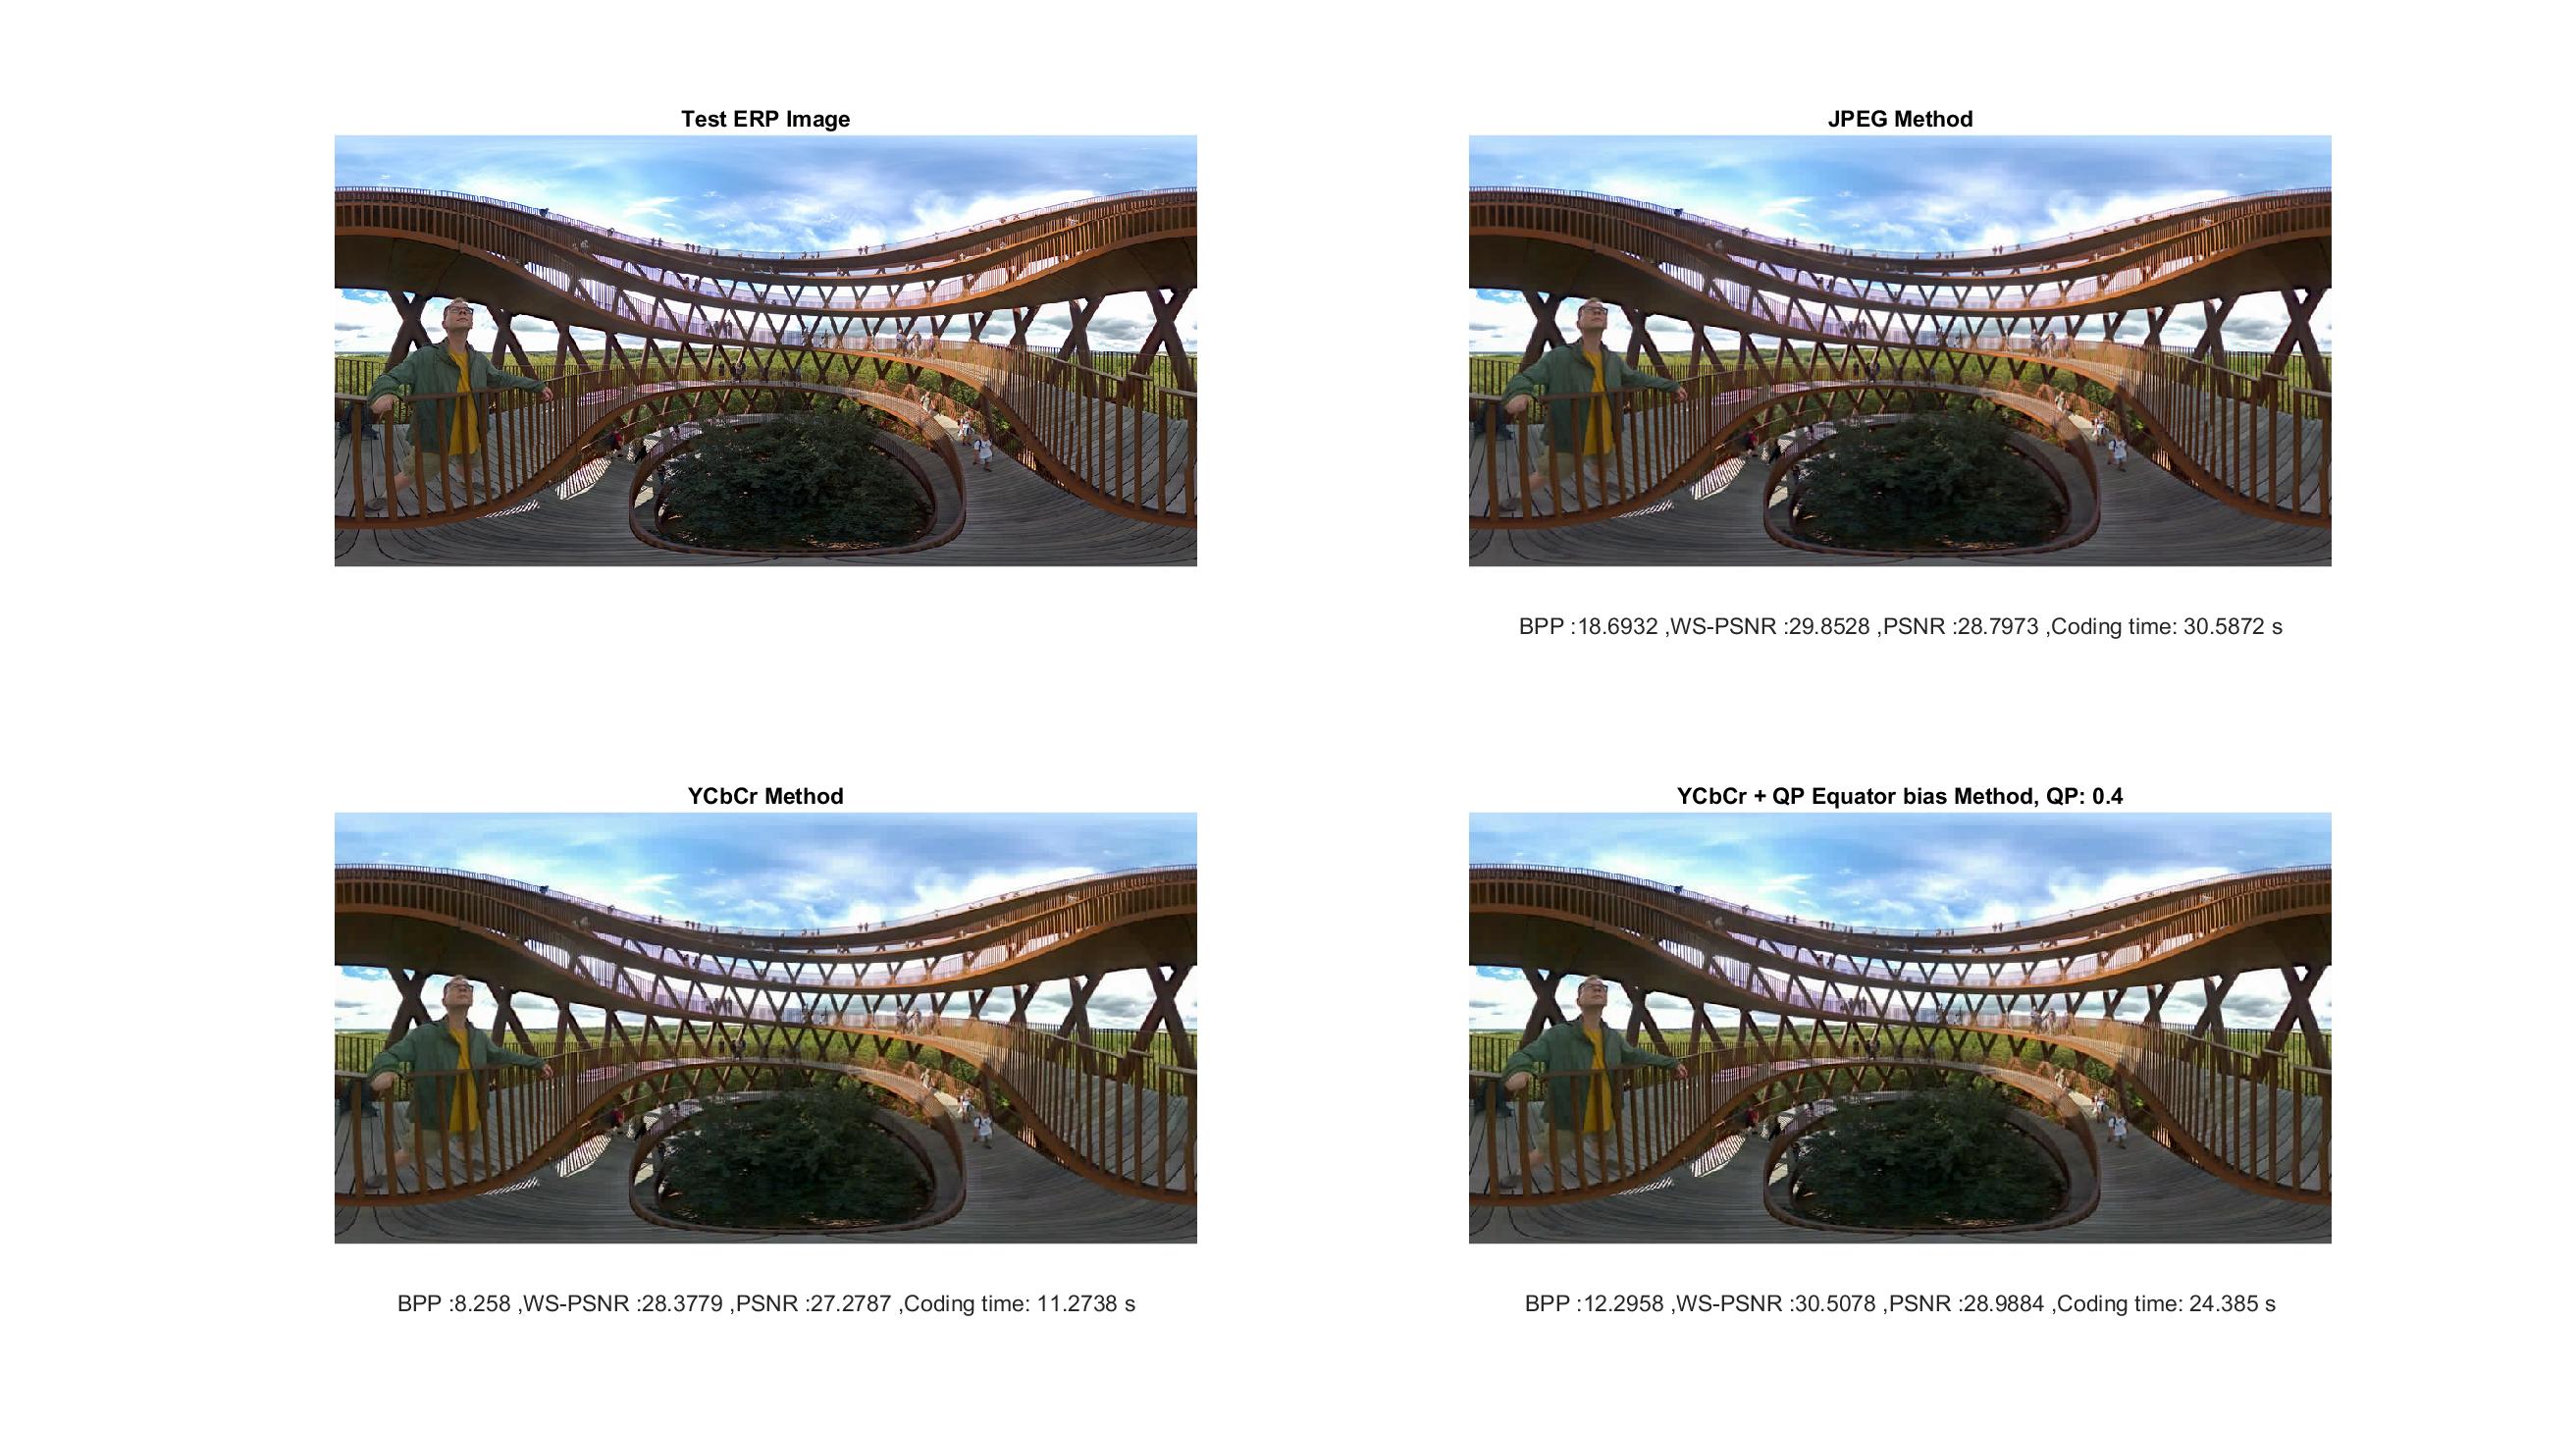 Test ERP Image
JPEG Method
BPP :18.6932 ,WS-PSNR :29.8528 ,PSNR :28.7973 ,Coding time: 30.5872 s
YCbCr Method
YCbCr + QP Equator bias Method, QP: 0.4
BPP :8.258 ,WS-PSNR :28.3779 ,PSNR :27.2787 ,Coding time: 11.2738 s
BPP :12.2958 ,WS-PSNR :30.5078 ,PSNR :28.9884 ,Coding time: 24.385 s